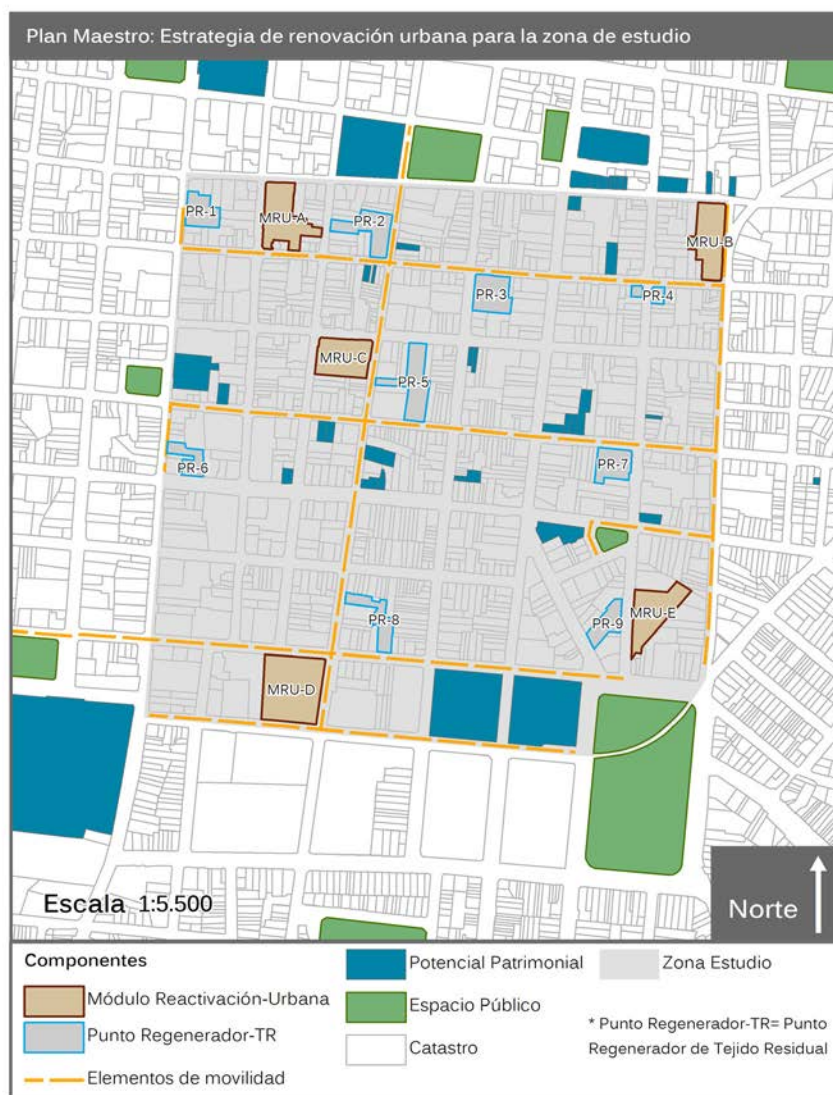 Plan Maestro: Estrategia de renovación urbana para la zona de estudio
PR-1
MRU-A
PR-2
MRU-B
PR-3
PR-4
MRU-C
PR-5
PR-6
PR-7
PR-8
PR-9
MRU-E
MRU-D
Escala 1:5.500
Norte
Componentes
Módulo Reactivación-Urbana
Punto Regenerador-TR
Elementos de movilidad
Potencial Patrimonial
Espacio Público
Catastro
Zona Estudio
* Punto Regenerador-TR= Punto
Regenerador de Tejido Residual